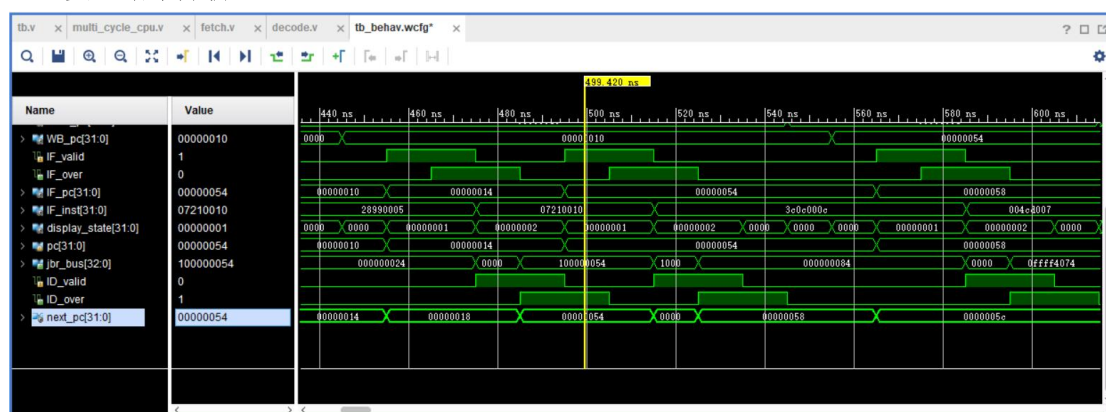 tb.v × multi_cycle_cpu.v × fetch.v × decode.v × tb_behav.wcfg* ×
499.420 ns
Name Value 440 ns 460 ns 480 ns 500 ns 520 ns 540 ns 560 ns 580 ns 600 ns
WB_pc[31:0] 00000010 0000 00000010 00000054
IF_valid 1
IF_over 0
IF_pc[31:0] 00000054 00000010 00000014 00000054 00000058
IF_inst[31:0] 07210010 28990005 07210010 3c0c000c
display_state[31:0] 00000001 0000 0000 00000001 00000002 00000001 00000002 0000 0000 0000 00000001 00000002 0000
pc[31:0] 00000054 00000010 00000014 00000054 00000058
jbr_bus[32:0] 100000054 000000024 0000 100000054 1000 000000084 0000 0ffff4074
ID_valid 0
ID_over 1
next_pc[31:0] 00000054 00000014 00000018 00000054 0000 00000058 0000005c